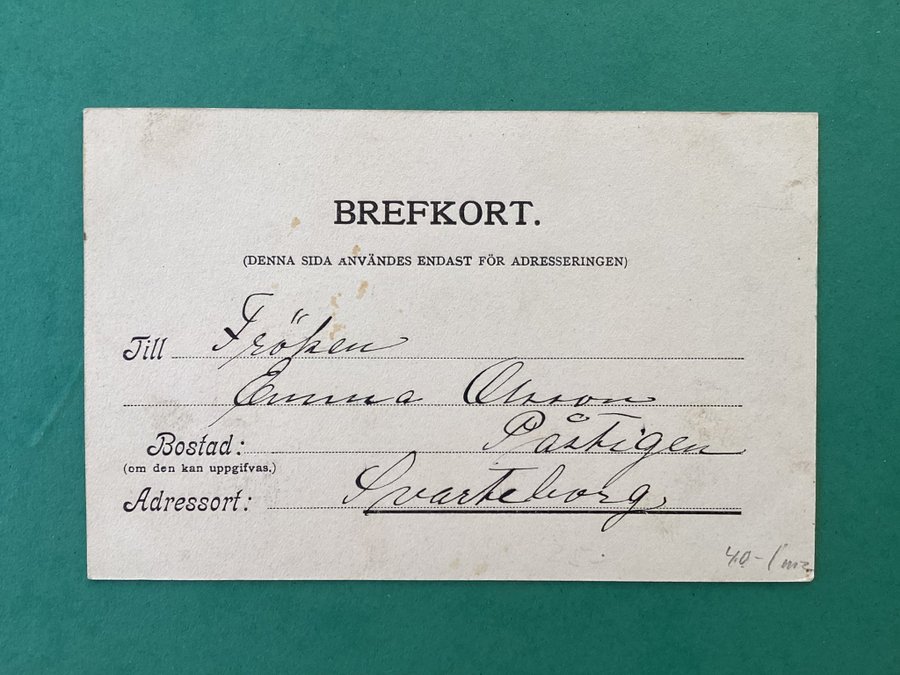 BREFKORT.
(DENNA SIDA ANVÄNDES ENDAST FÖR ADRESSERINGEN)
Till Fröken
Emma Olsson
Bostad: Påstigen
(om den kan uppgifvas.)
Adressort: Svarteborg
40-/